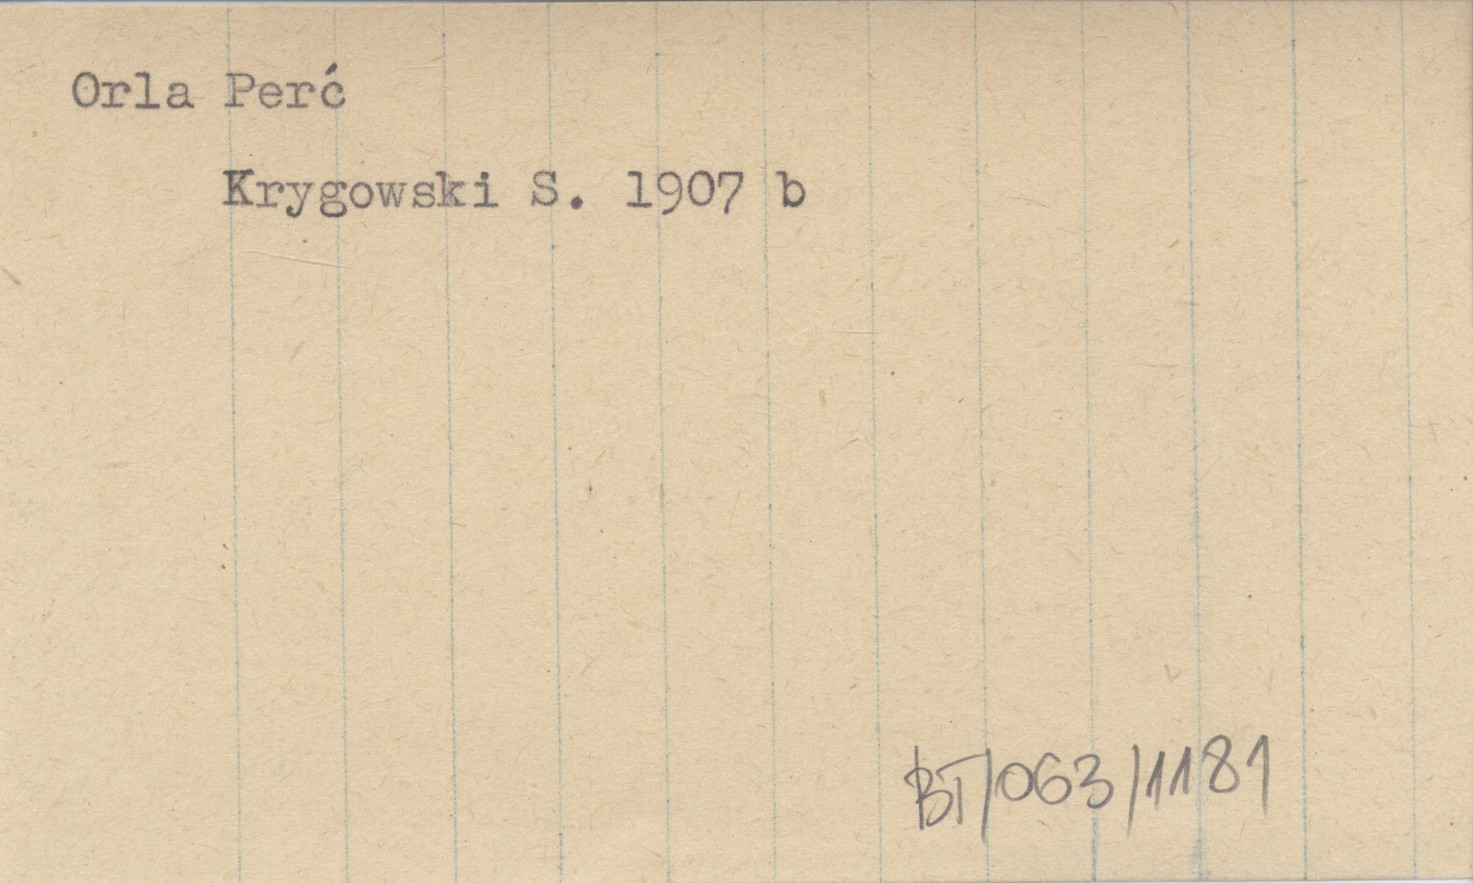 Orla Perć
Krygowski S. 1907 b
BT/063/1181